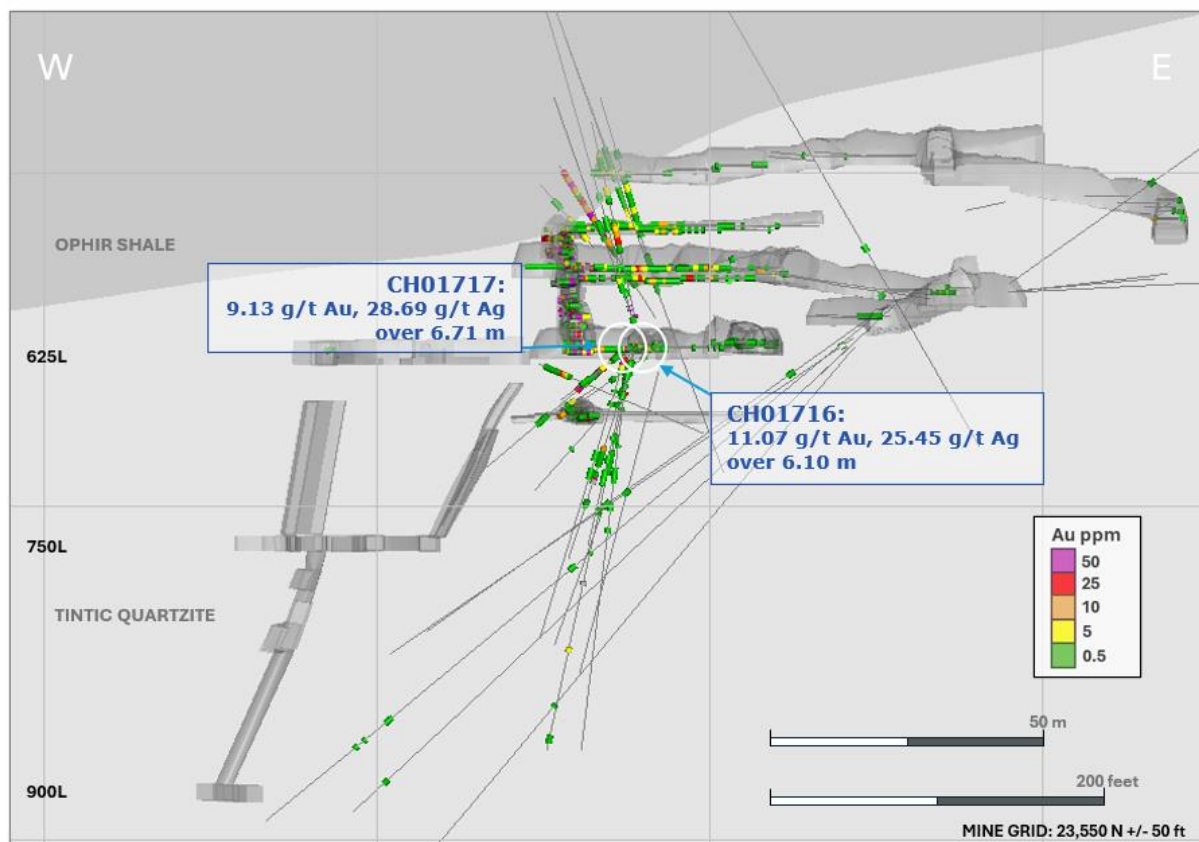 W
E
OPHIR SHALE
CH01717:
9.13 g/t Au, 28.69 g/t Ag
over 6.71 m
625L
CH01716:
11.07 g/t Au, 25.45 g/t Ag
over 6.10 m
750L
TINTIC QUARTZITE
Au ppm
50
25
10
5
0.5
50 m
200 feet
900L
MINE GRID: 23,550 N +/- 50 ft